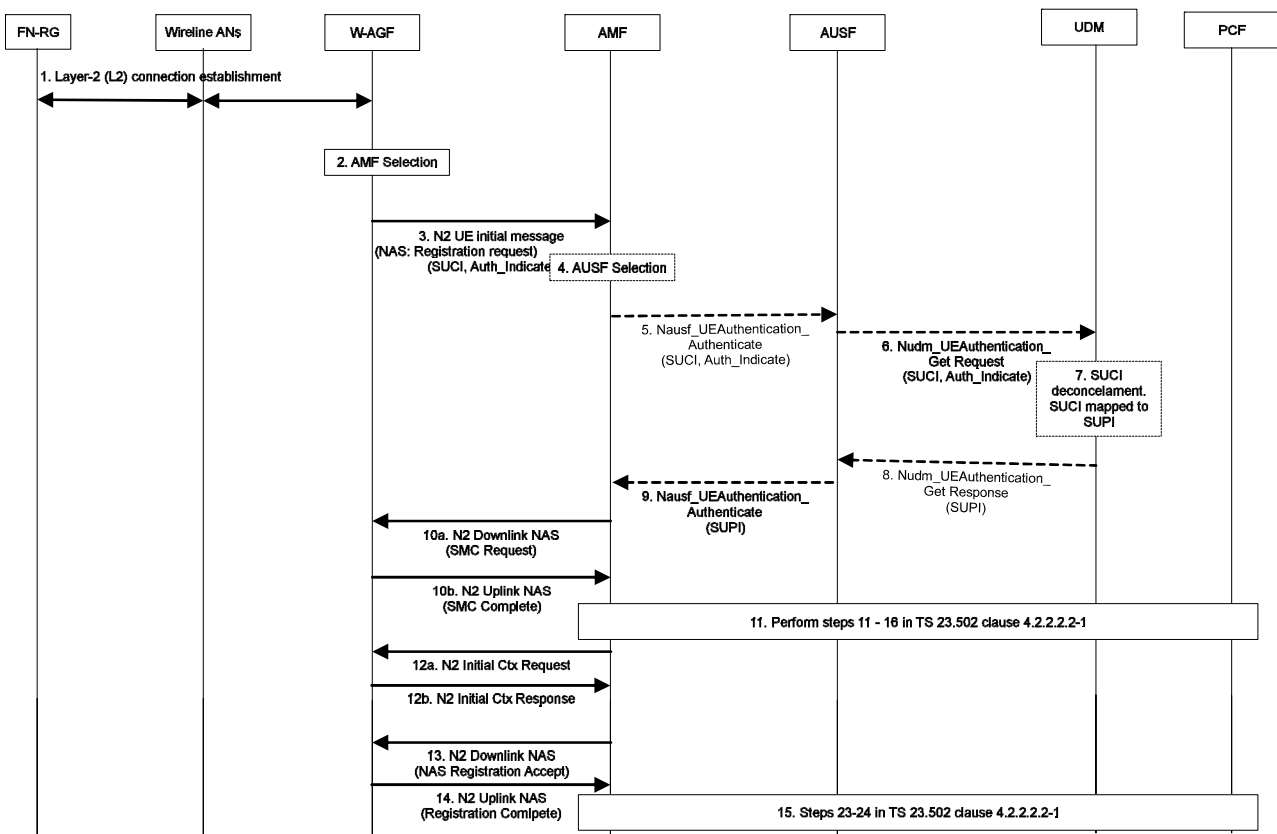 FN-RG
Wireline ANs
W-AGF
AMF
AUSF
UDM
PCF
1. Layer-2 (L2) connection establishment
2. AMF Selection
3. N2 UE initial message
(NAS: Registration request)
(SUCI, Auth_Indicate
4. AUSF Selection
5. Nausf_UEAuthentication_
Authenticate
(SUCI, Auth_Indicate)
6. Nudm_UEAuthentication_
Get Request
(SUCI, Auth_Indicate)
7. SUCI
deconcelament.
SUCI mapped to
SUPI
8. Nudm_UEAuthentication_
Get Response
(SUPI)
9. Nausf_UEAuthentication_
Authenticate
(SUPI)
10a. N2 Downlink NAS
(SMC Request)
10b. N2 Uplink NAS
(SMC Complete)
11. Perform steps 11 - 16 in TS 23.502 clause 4.2.2.2.2-1
12a. N2 Initial Ctx Request
12b. N2 Initial Ctx Response
13. N2 Downlink NAS
(NAS Registration Accept)
14. N2 Uplink NAS
(Registration Comlpete)
15. Steps 23-24 in TS 23.502 clause 4.2.2.2.2-1